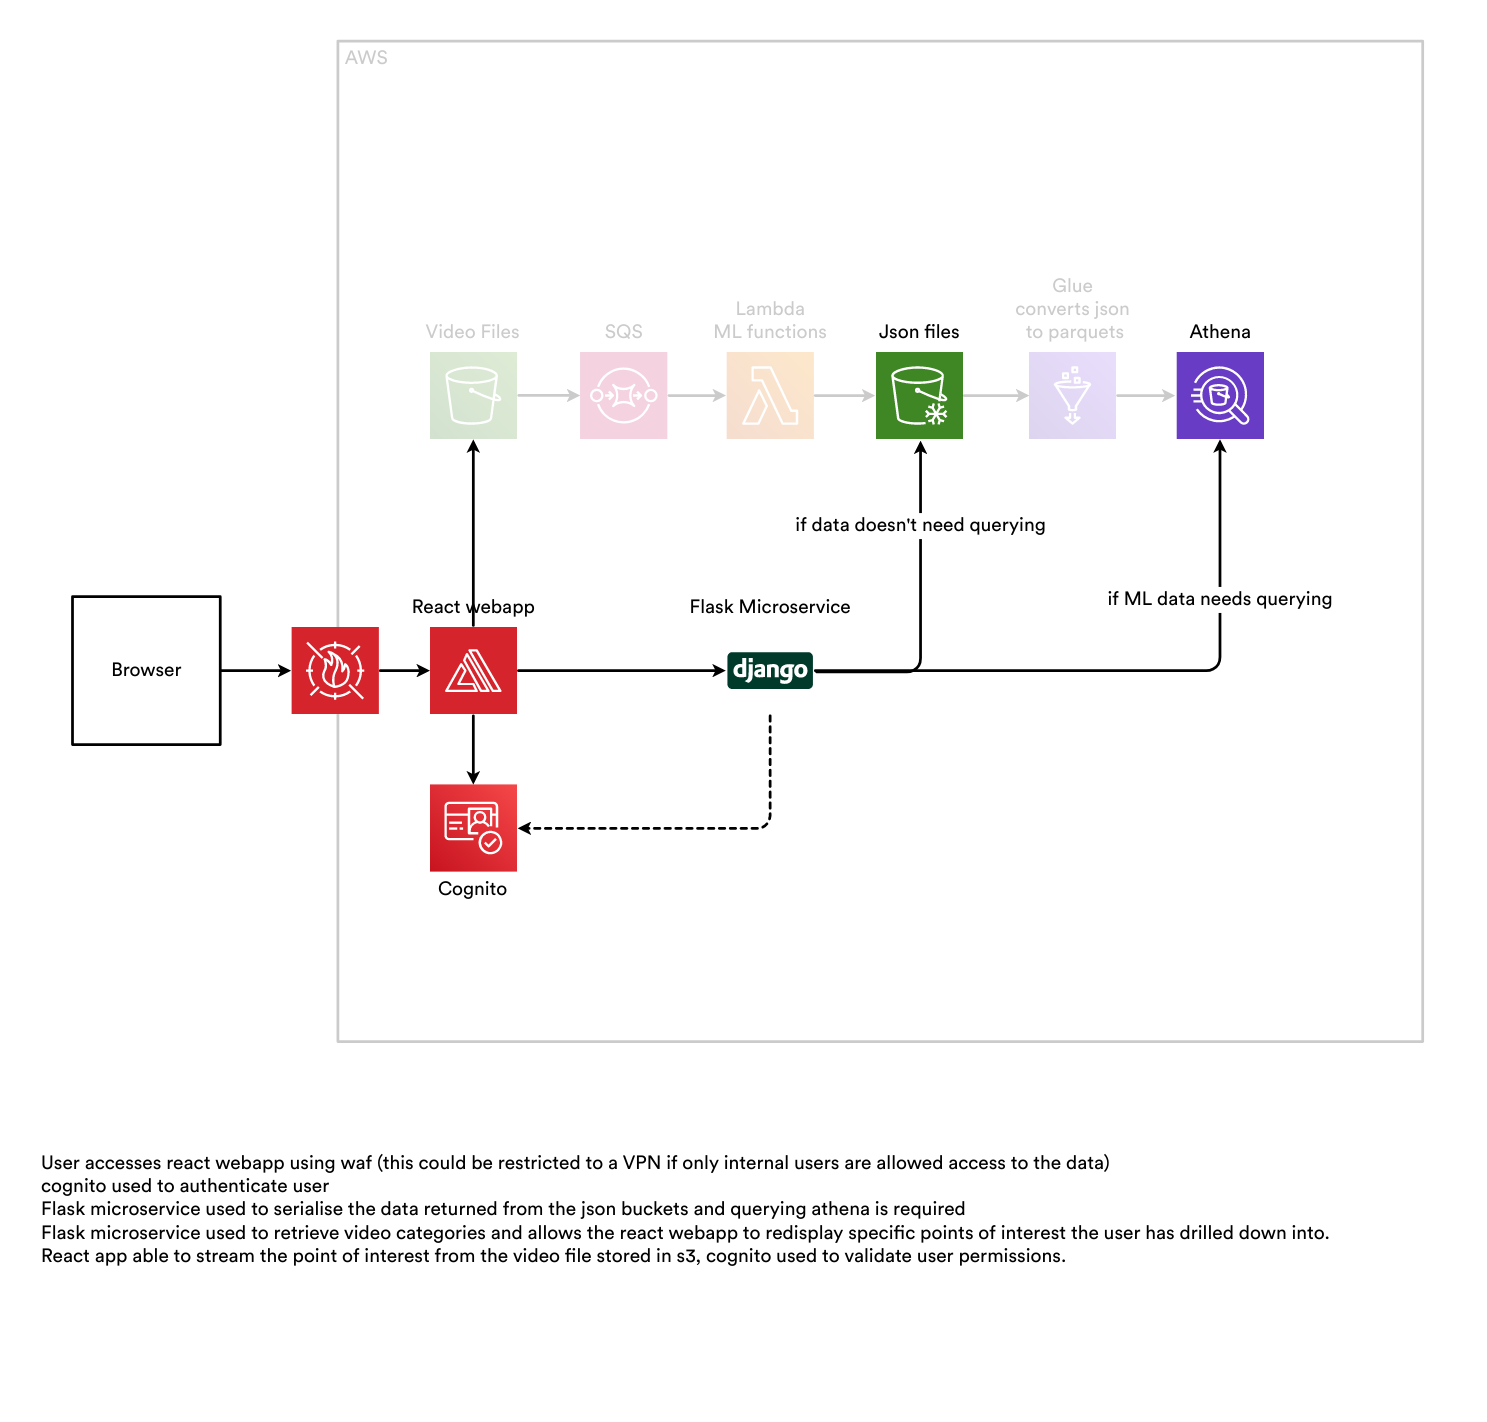 AWS
Glue
converts json
to parquets
Lambda
ML functions
Video Files
SQS
Json files
Athena
if data doesn't need querying
if ML data needs querying
React webapp
Flask Microservice
Browser
django
Cognito
User accesses react webapp using waf (this could be restricted to a VPN if only internal users are allowed access to the data)
cognito used to authenticate user
Flask microservice used to serialise the data returned from the json buckets and querying athena is required
Flask microservice used to retrieve video categories and allows the react webapp to redisplay specific points of interest the user has drilled down into.
React app able to stream the point of interest from the video file stored in s3, cognito used to validate user permissions.